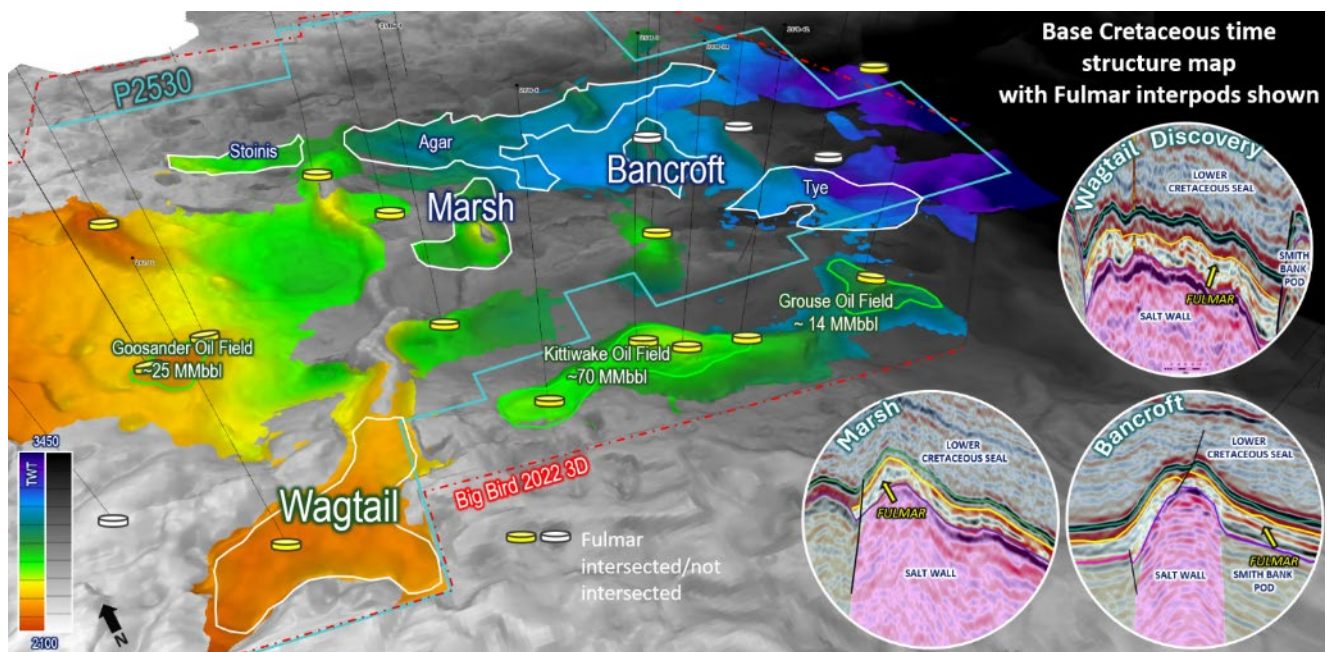 Base Cretaceous time
structure map
with Fulmar interpods shown
P2530
Stoinis
Agar
Bancroft
Marsh
Tye
Grouse Oil Field
~ 14 MMbbl
Goosander Oil Field
~25 MMbbl
Kittiwake Oil Field
~70 MMbbl
Wagtail
Big Bird 2022 3D
Fulmar
intersected/not
intersected
3450
TWT
2100
N
Wagtail Discovery
LOWER
CRETACEOUS SEAL
SMITH
BANK
POD
FULMAR
SALT WALL
Marsh
LOWER
CRETACEOUS SEAL
FULMAR
SALT WALL
Bancroft
LOWER
CRETACEOUS SEAL
FULMAR
SALT WALL
SMITH BANK
POD